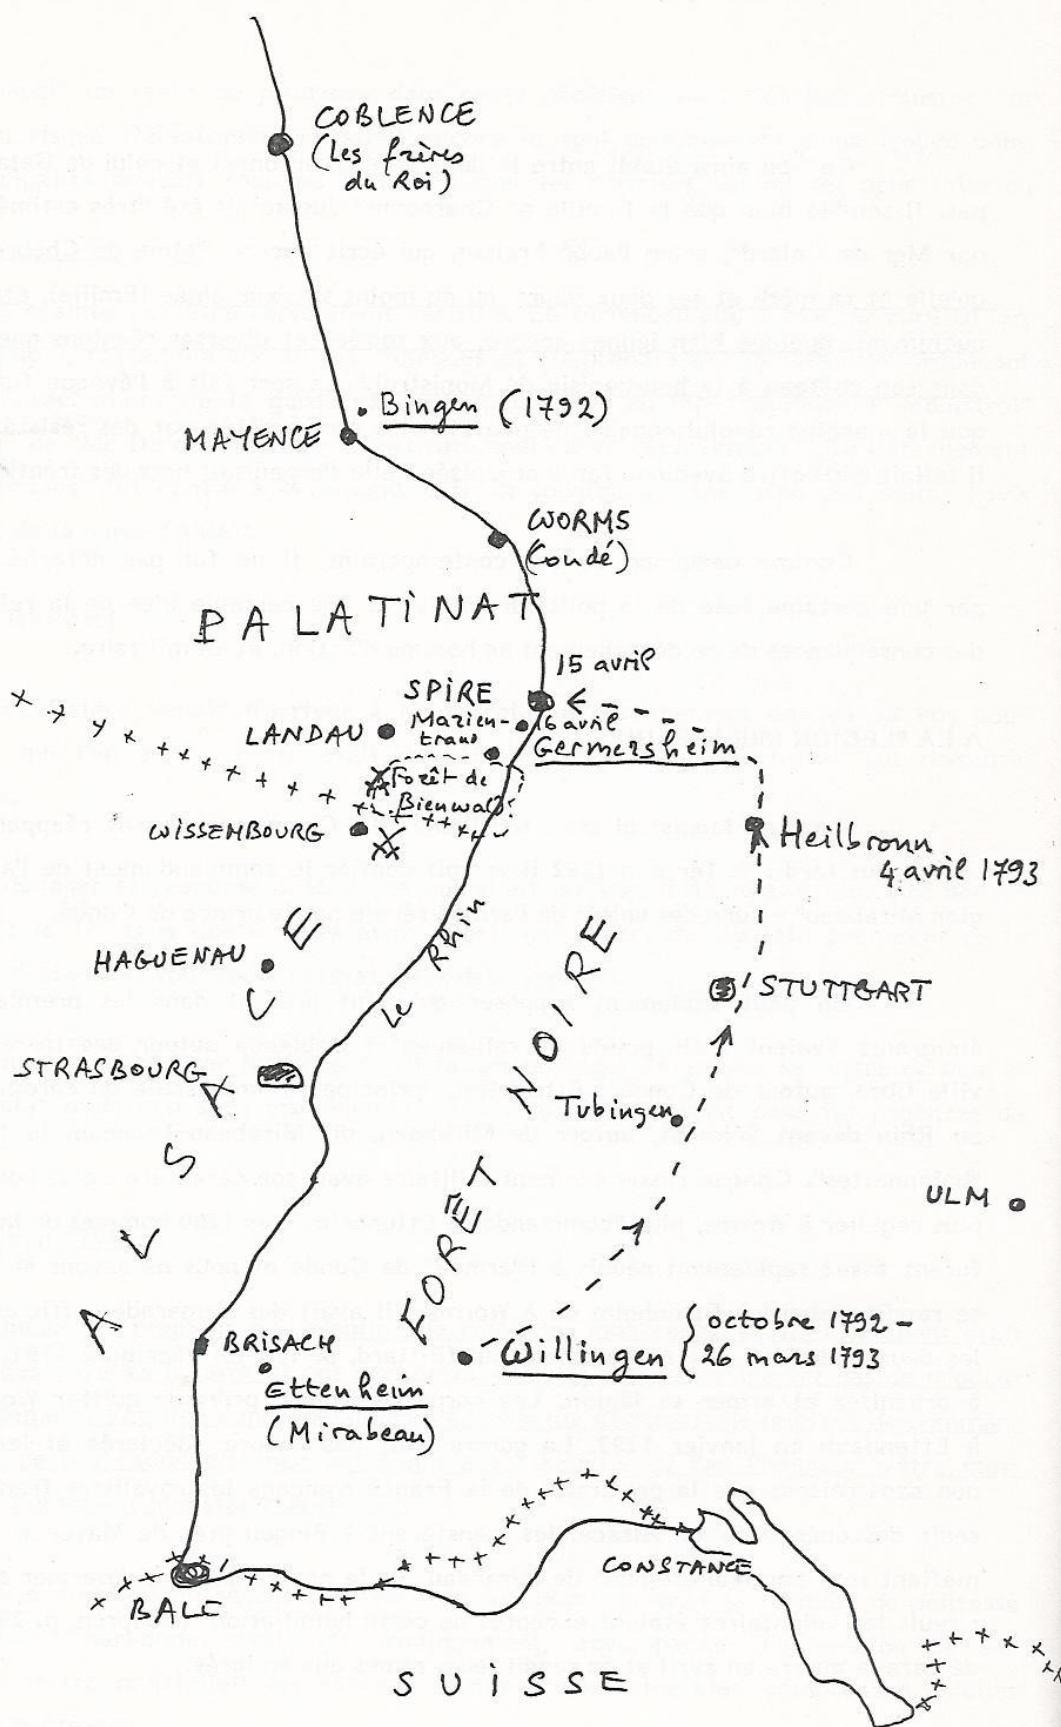 COBLENCE
(Les frères
du Roi)
Bingen (1792)
MAYENCE
WORMS
(Condé)
PALATINAT
15 avril
SPIRE
16 avril
Marien-
traud
LANDAU
Germersheim
Forêt de
Bienwald
WISSEMBOURG
Heilbronn
4 avril 1793
HAGUENAU
Le Rhin
STUTTGART
STRASBOURG
ALSACE
FORÊT NOIRE
Tubingen
ULM
BRISACH
Willingen
octobre 1792 -
26 mars 1793
Ettenheim
(Mirabeau)
CONSTANCE
BALE
SUISSE